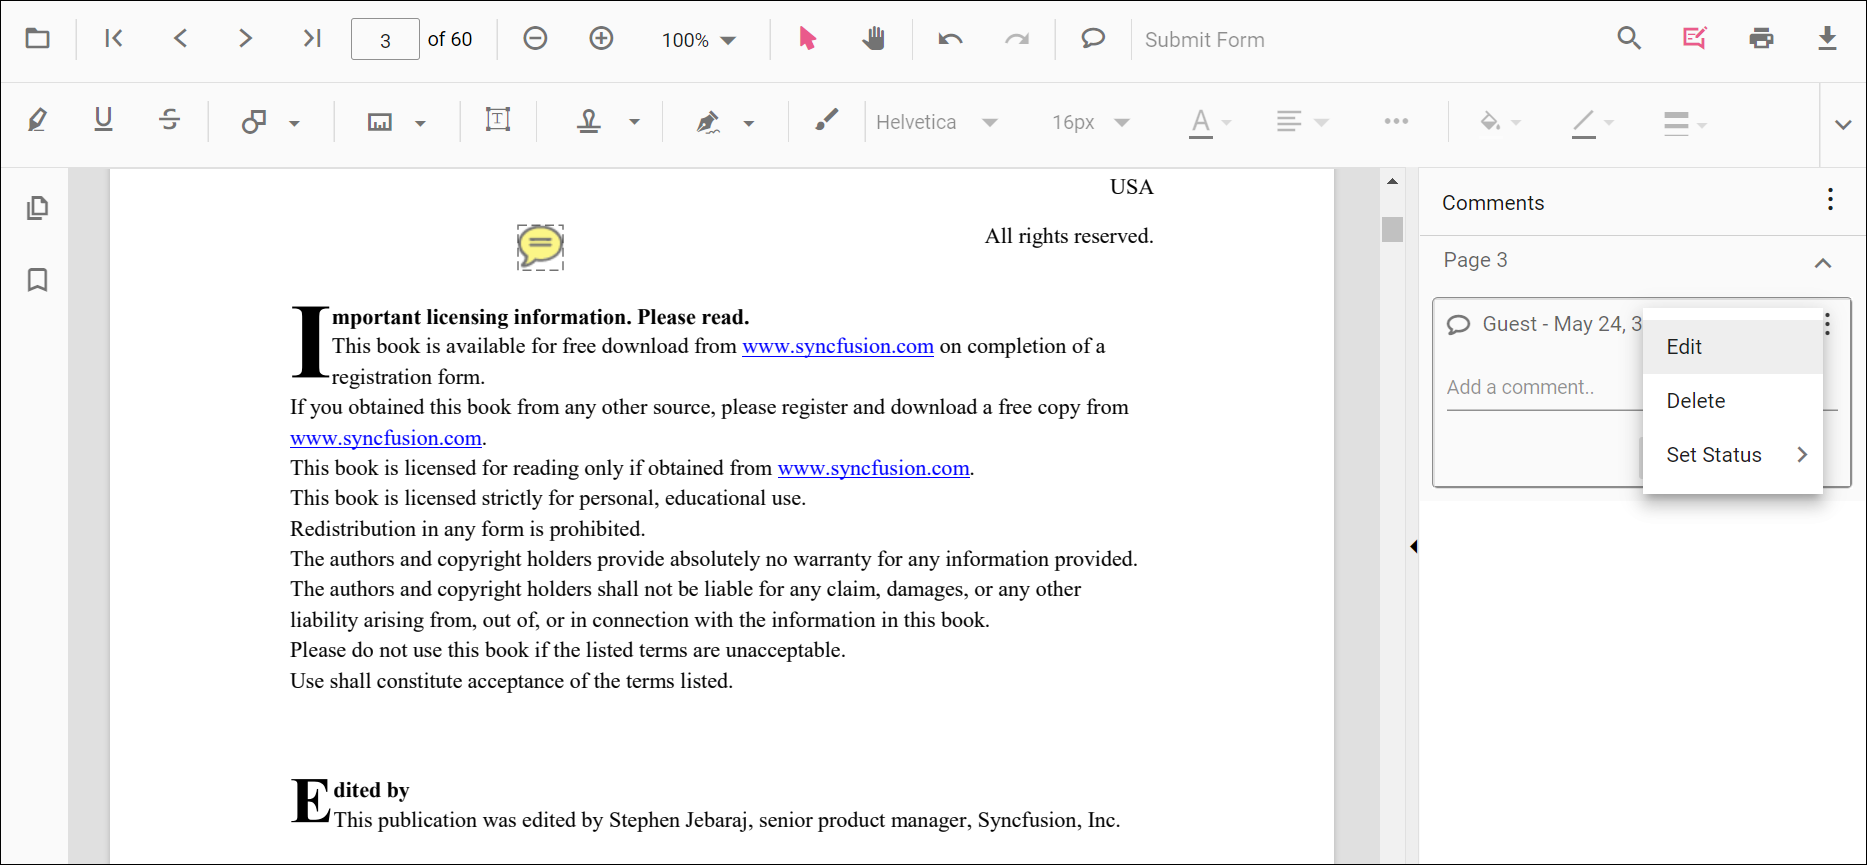 3 of 60 100% Submit Form
Helvetica 16px A
USA
All rights reserved.
Important licensing information. Please read.
This book is available for free download from www.syncfusion.com on completion of a
registration form.
If you obtained this book from any other source, please register and download a free copy from
www.syncfusion.com.
This book is licensed for reading only if obtained from www.syncfusion.com.
This book is licensed strictly for personal, educational use.
Redistribution in any form is prohibited.
The authors and copyright holders provide absolutely no warranty for any information provided.
The authors and copyright holders shall not be liable for any claim, damages, or any other
liability arising from, out of, or in connection with the information in this book.
Please do not use this book if the listed terms are unacceptable.
Use shall constitute acceptance of the terms listed.
Edited by
This publication was edited by Stephen Jebaraj, senior product manager, Syncfusion, Inc.
Comments
Page 3
Guest - May 24, 3
Add a comment..
Edit
Delete
Set Status